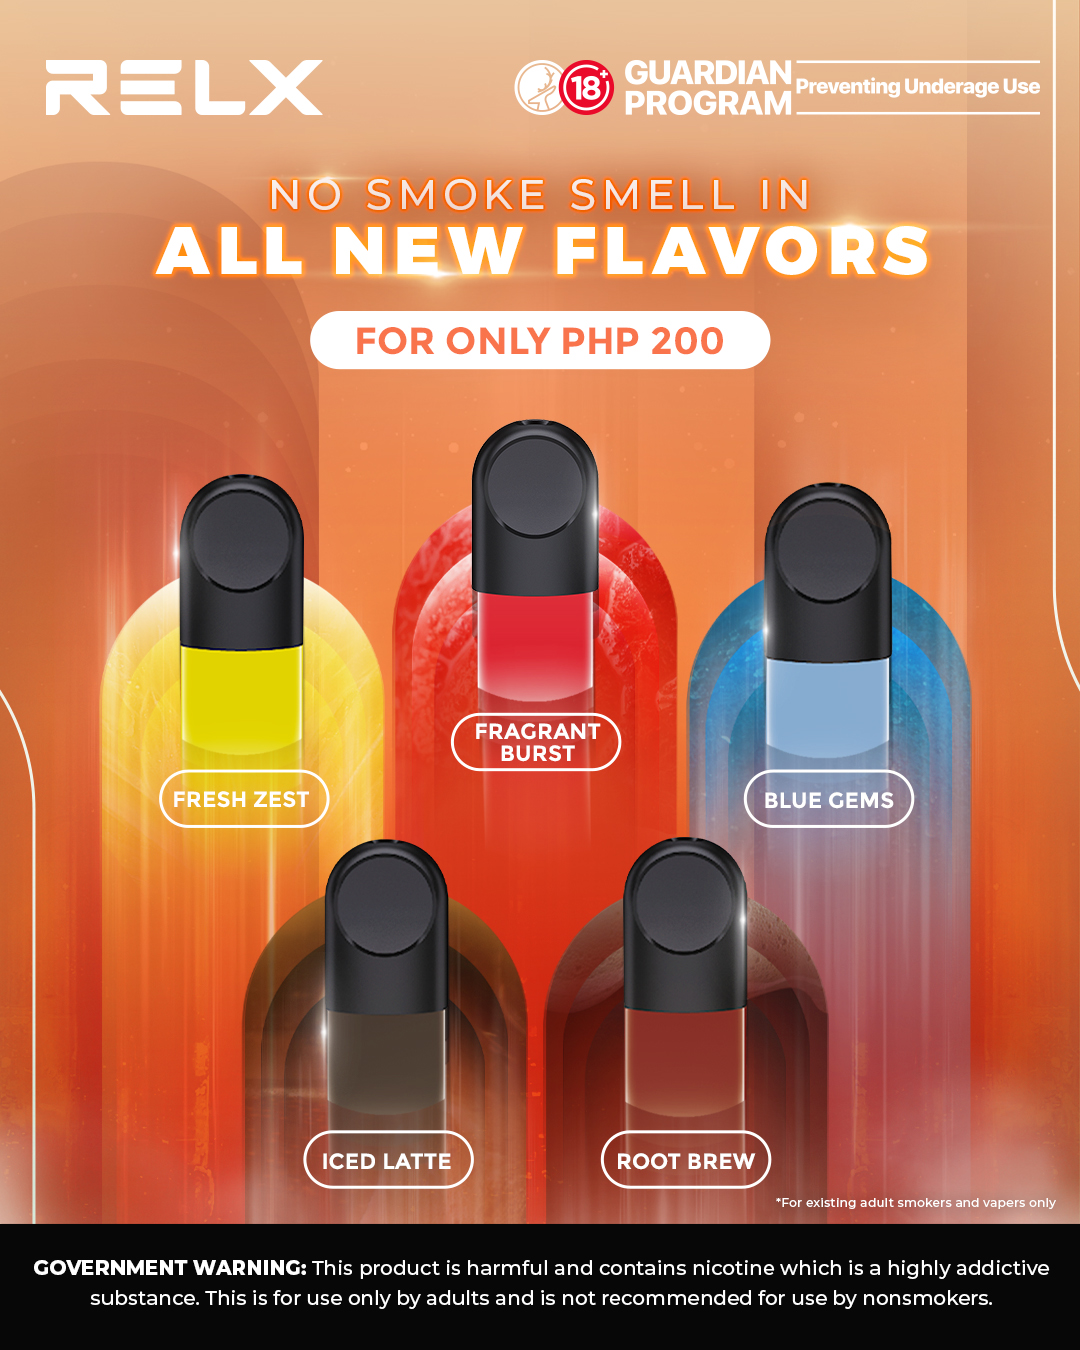 RELX
18+
GUARDIAN
PROGRAM
Preventing Underage Use
NO SMOKE SMELL IN
ALL NEW FLAVORS
FOR ONLY PHP 200
FRAGRANT
BURST
FRESH ZEST
BLUE GEMS
ICED LATTE
ROOT BREW
*For existing adult smokers and vapers only
GOVERNMENT WARNING: This product is harmful and contains nicotine which is a highly addictive
substance. This is for use only by adults and is not recommended for use by nonsmokers.